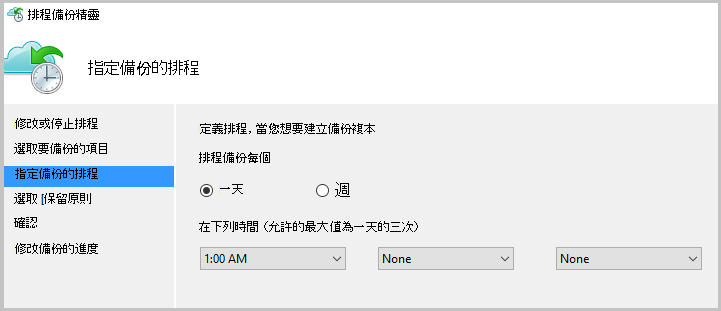 排程備份精靈
指定備份的排程
修改或停止排程
選取要備份的項目
指定備份的排程
選取 [保留原則
確認
修改備份的進度
定義排程, 當您想要建立備份複本
排程備份每個
一天
週
在下列時間 (允許的最大值為一天的三次)
1:00 AM
None
None